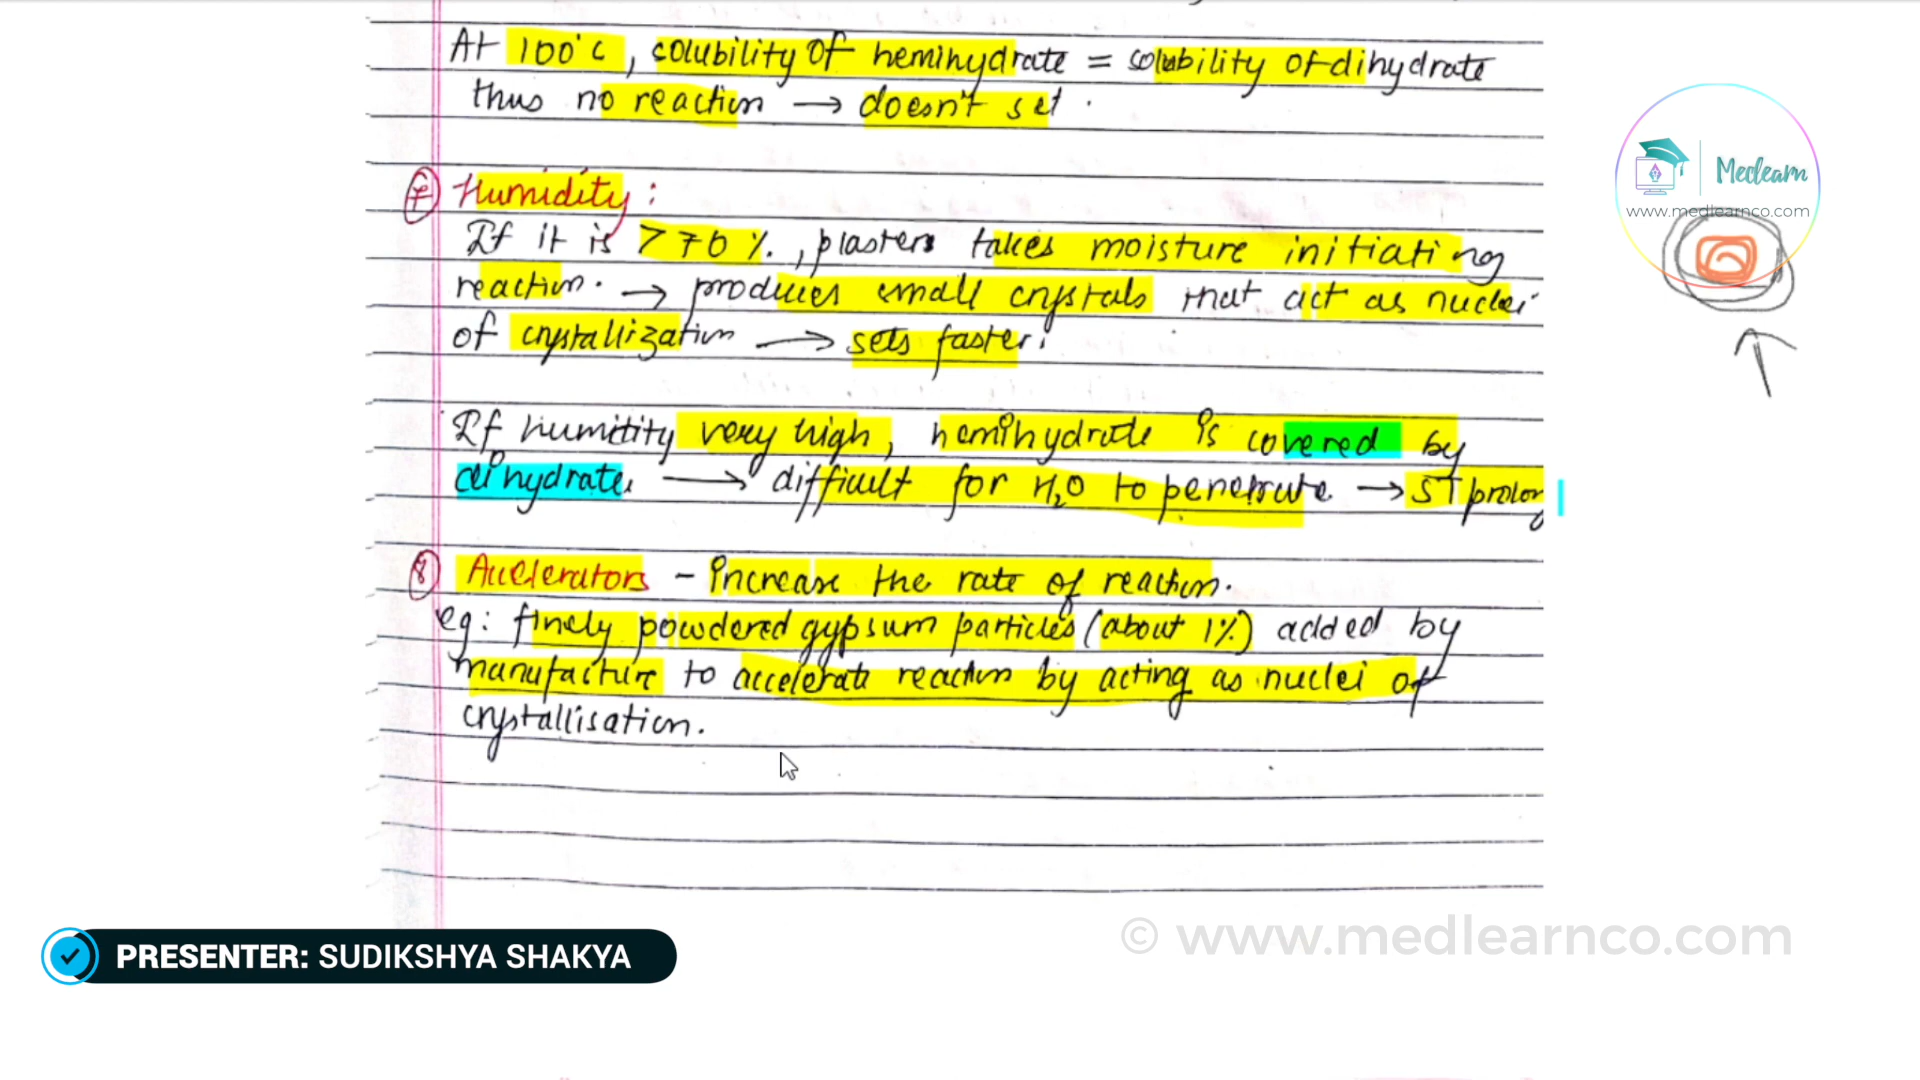 At 100°C, solubility of hemihydrate = solubility of dihydrate
thus no reaction → doesn't set.
Medlearn
www.medlearnco.com
f Humidity :
If it is > 70 %., plasters takes moisture initiating
reaction. → produces small crystals that act as nuclei
of crystallization → sets faster.
If humitity very high, hemihydrate is covered by
dihydrate. → difficult for H₂O to penetrate → ST prolong
g Accelerators - Increase the rate of reaction.
eg: finely powdered gypsum particles (about 1%) added by
manufacture to accelerate reaction by acting as nuclei of
crystallisation.
© www.medlearnco.com
PRESENTER: SUDIKSHYA SHAKYA